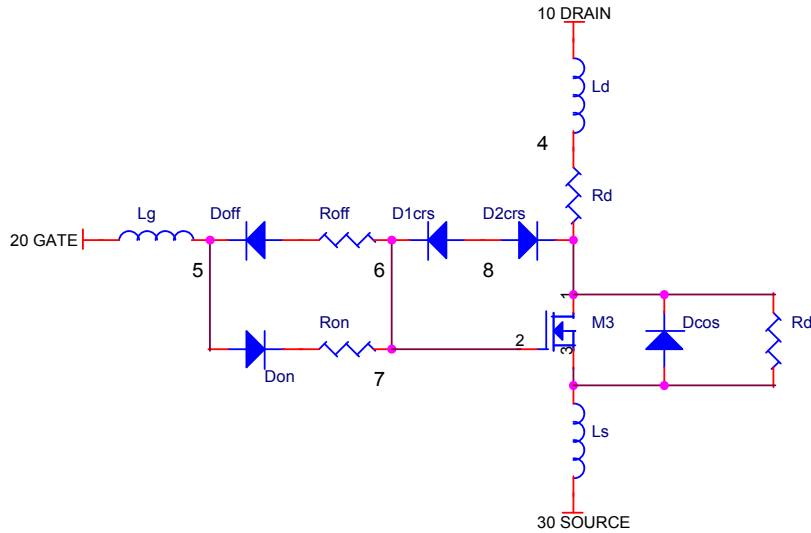 10 DRAIN
Ld
4
Rd
Lg
Doff
Roff
D1crs
D2crs
20 GATE
5
6
8
1
Ron
2
M3
Dcos
Rd
3
Don
7
Ls
30 SOURCE